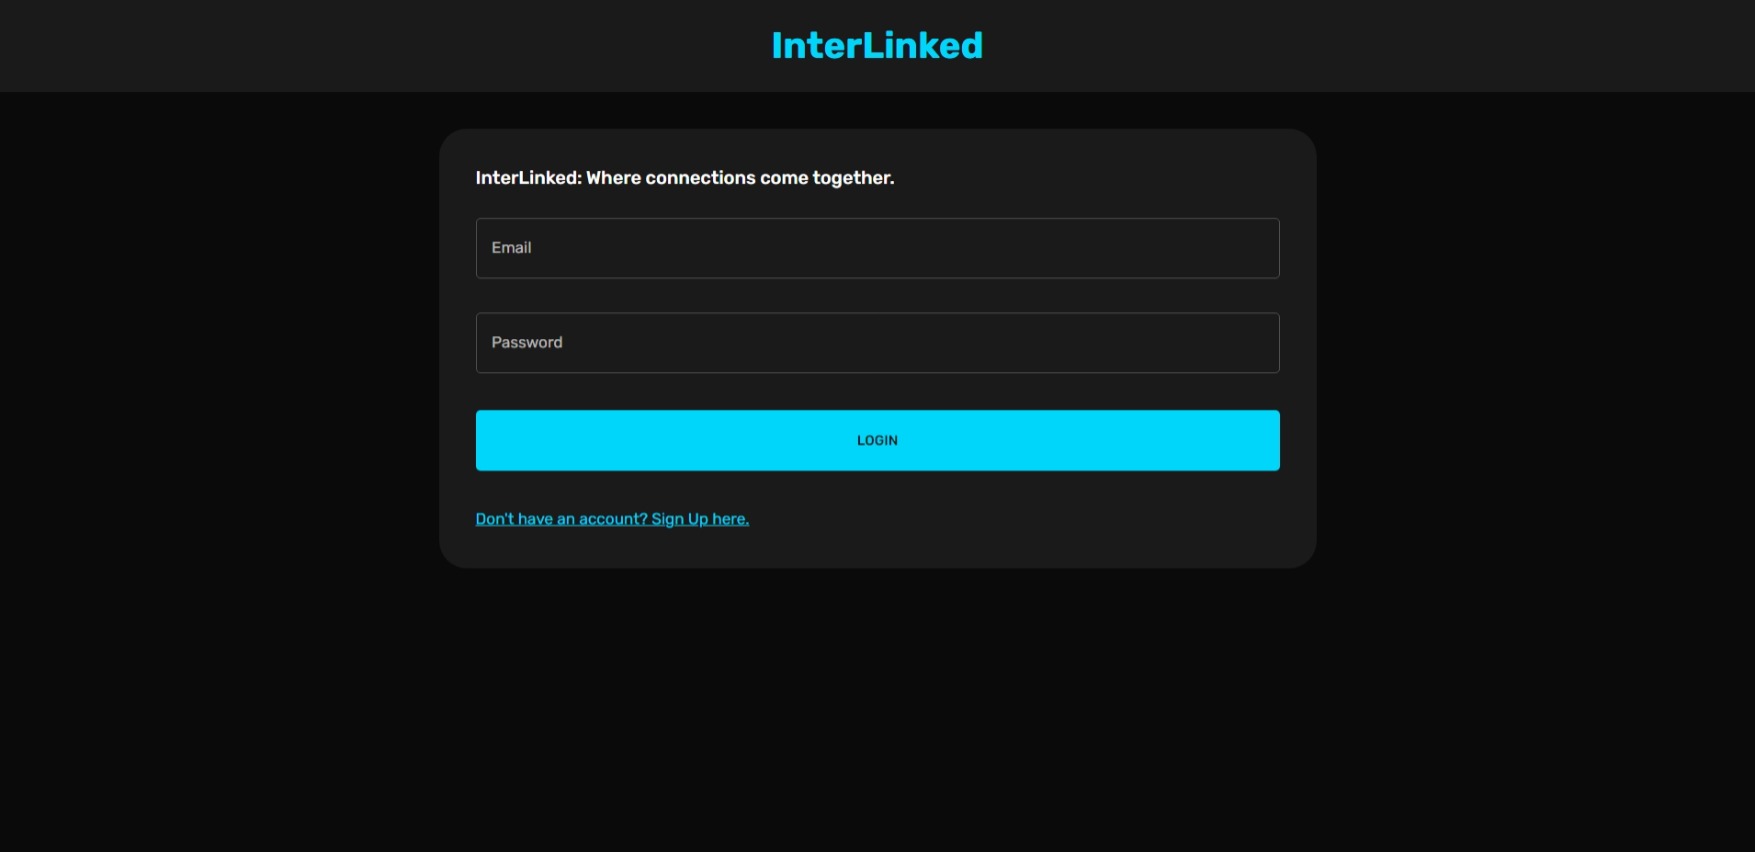 InterLinked
InterLinked: Where connections come together.
Email
Password
LOGIN
Don't have an account? Sign Up here.